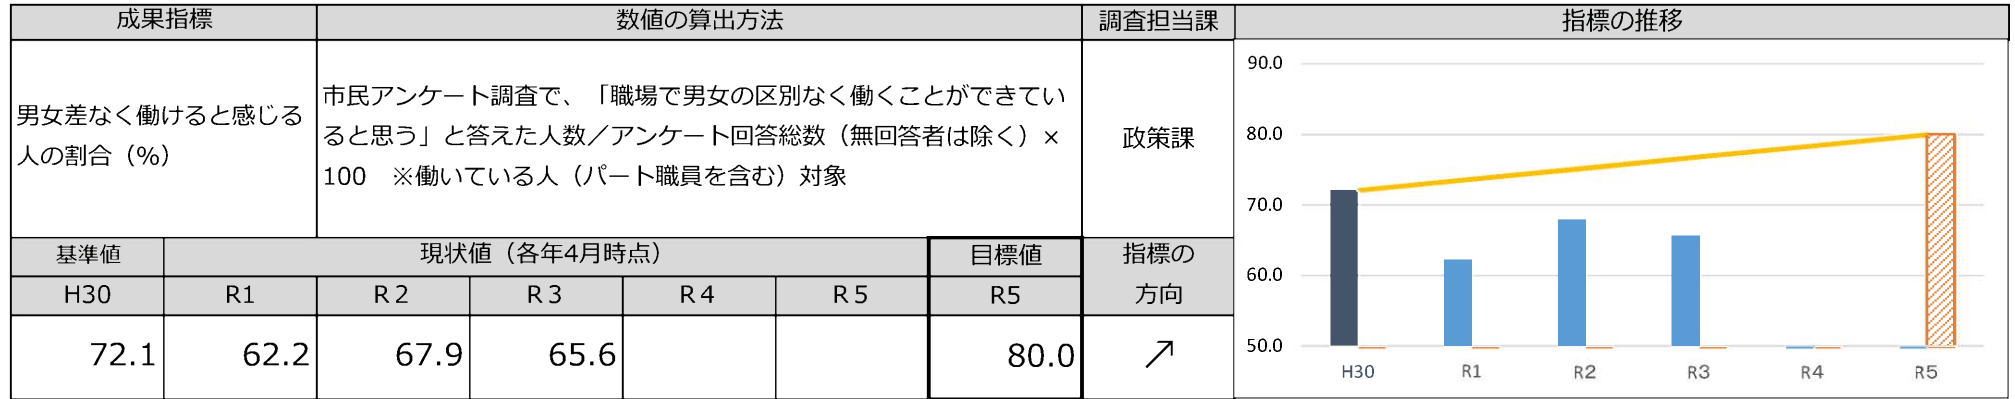 成果指標 数値の算出方法 調査担当課 指標の推移
男女差なく働けると感じる
人の割合（%）
市民アンケート調査で、「職場で男女の区別なく働くことができてい
ると思う」と答えた人数／アンケート回答総数（無回答者は除く）×
100　※働いている人（パート職員を含む）対象
政策課
基準値 現状値（各年4月時点） 目標値 指標の
方向
H30 R1 R２ R３ R４ R５ R5
72.1 62.2 67.9 65.6 80.0 ↗
90.0
80.0
70.0
60.0
50.0
H30 R1 R2 R3 R4 R5